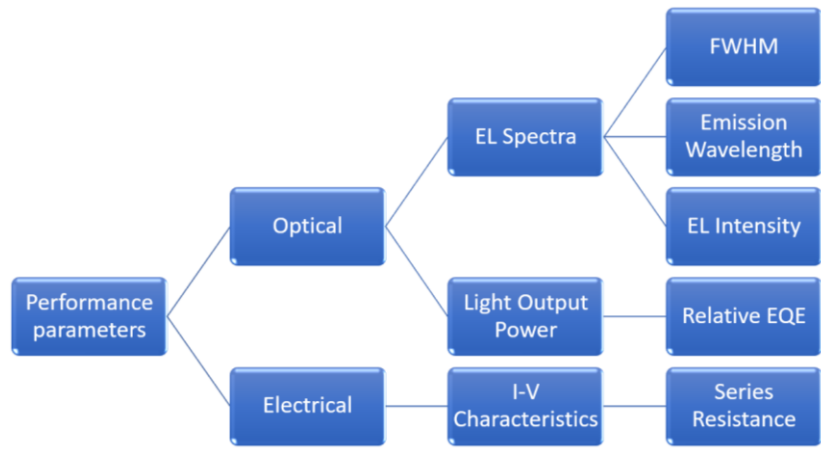 FWHM
Emission
Wavelength
EL Spectra
EL Intensity
Optical
Performance
parameters
Light Output
Power
Relative EQE
Electrical
I-V
Characteristics
Series
Resistance